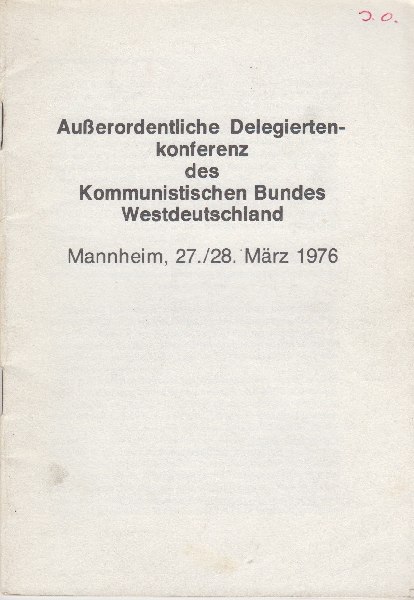 J.O.
Außerordentliche Delegierten-
konferenz
des
Kommunistischen Bundes
Westdeutschland
Mannheim, 27./28. März 1976